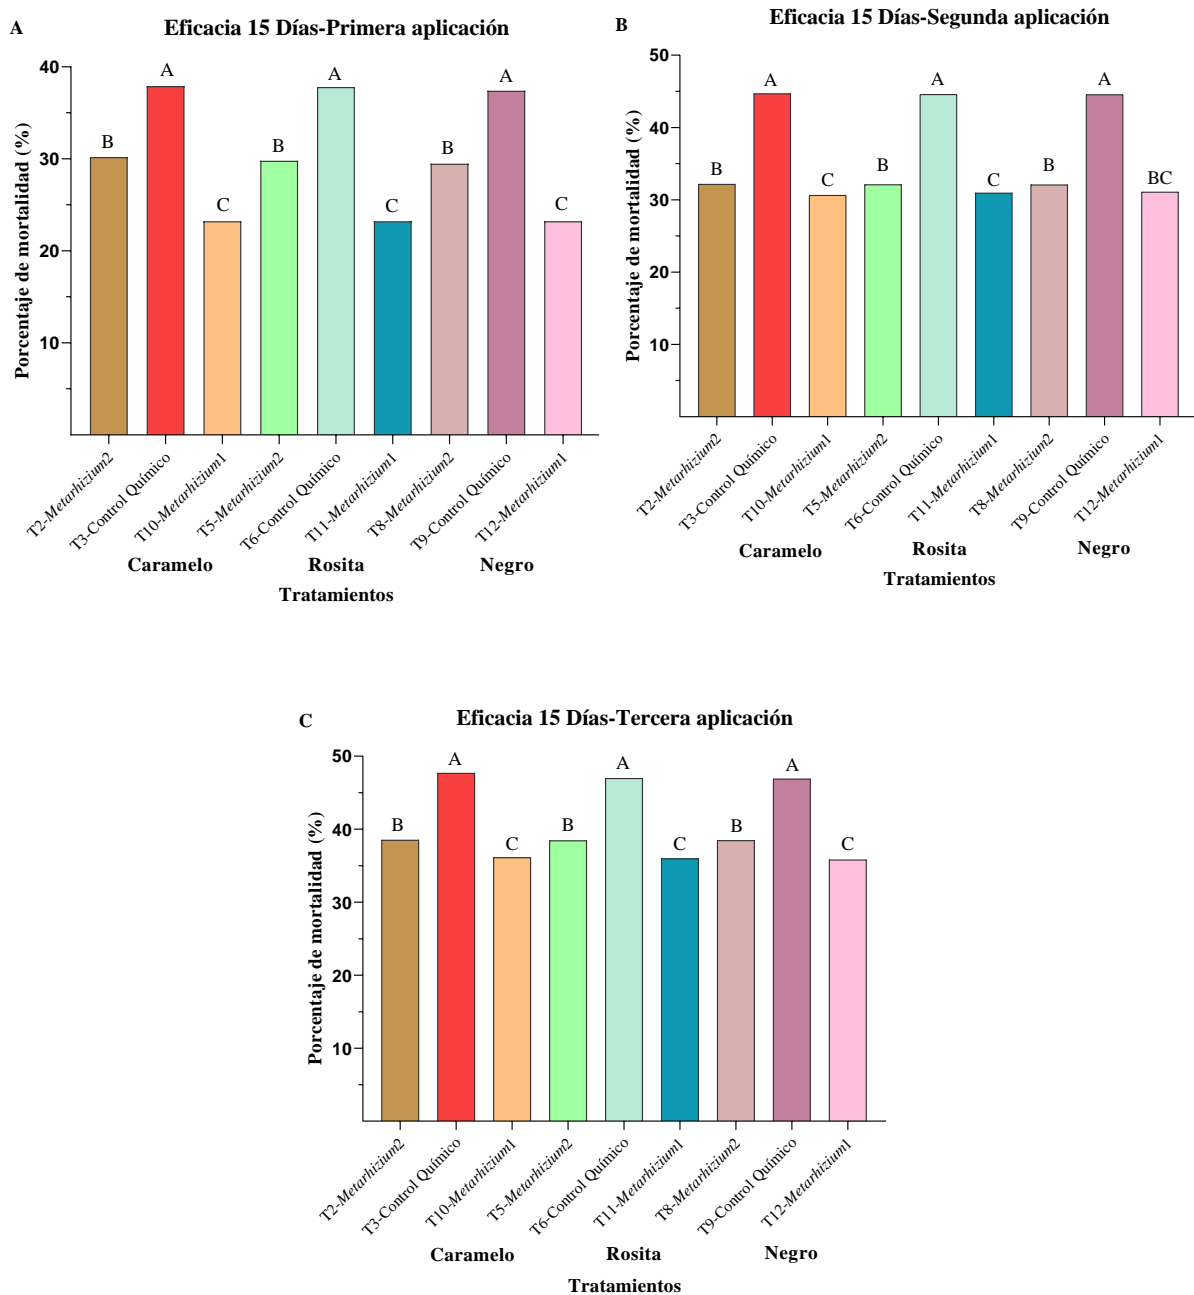 A
Eficacia 15 Días-Primera aplicación
Porcentaje de mortalidad (%)
40
30
20
10
B
A
C
B
A
C
B
A
C
T2-Metarhizium2
T3-Control Químico
T10-Metarhizium1
T5-Metarhizium2
T6-Control Químico
T11-Metarhizium1
T8-Metarhizium2
T9-Control Químico
T12-Metarhizium1
Caramelo Rosita Negro
Tratamientos
B
Eficacia 15 Días-Segunda aplicación
Porcentaje de mortalidad (%)
50
40
30
20
10
B
A
C
B
A
C
B
A
BC
T2-Metarhizium2
T3-Control Químico
T10-Metarhizium1
T5-Metarhizium2
T6-Control Químico
T11-Metarhizium1
T8-Metarhizium2
T9-Control Químico
T12-Metarhizium1
Caramelo Rosita Negro
Tratamientos
C
Eficacia 15 Días-Tercera aplicación
Porcentaje de mortalidad (%)
50
40
30
20
10
B
A
C
B
A
C
B
A
C
T2-Metarhizium2
T3-Control Químico
T10-Metarhizium1
T5-Metarhizium2
T6-Control Químico
T11-Metarhizium1
T8-Metarhizium2
T9-Control Químico
T12-Metarhizium1
Caramelo Rosita Negro
Tratamientos